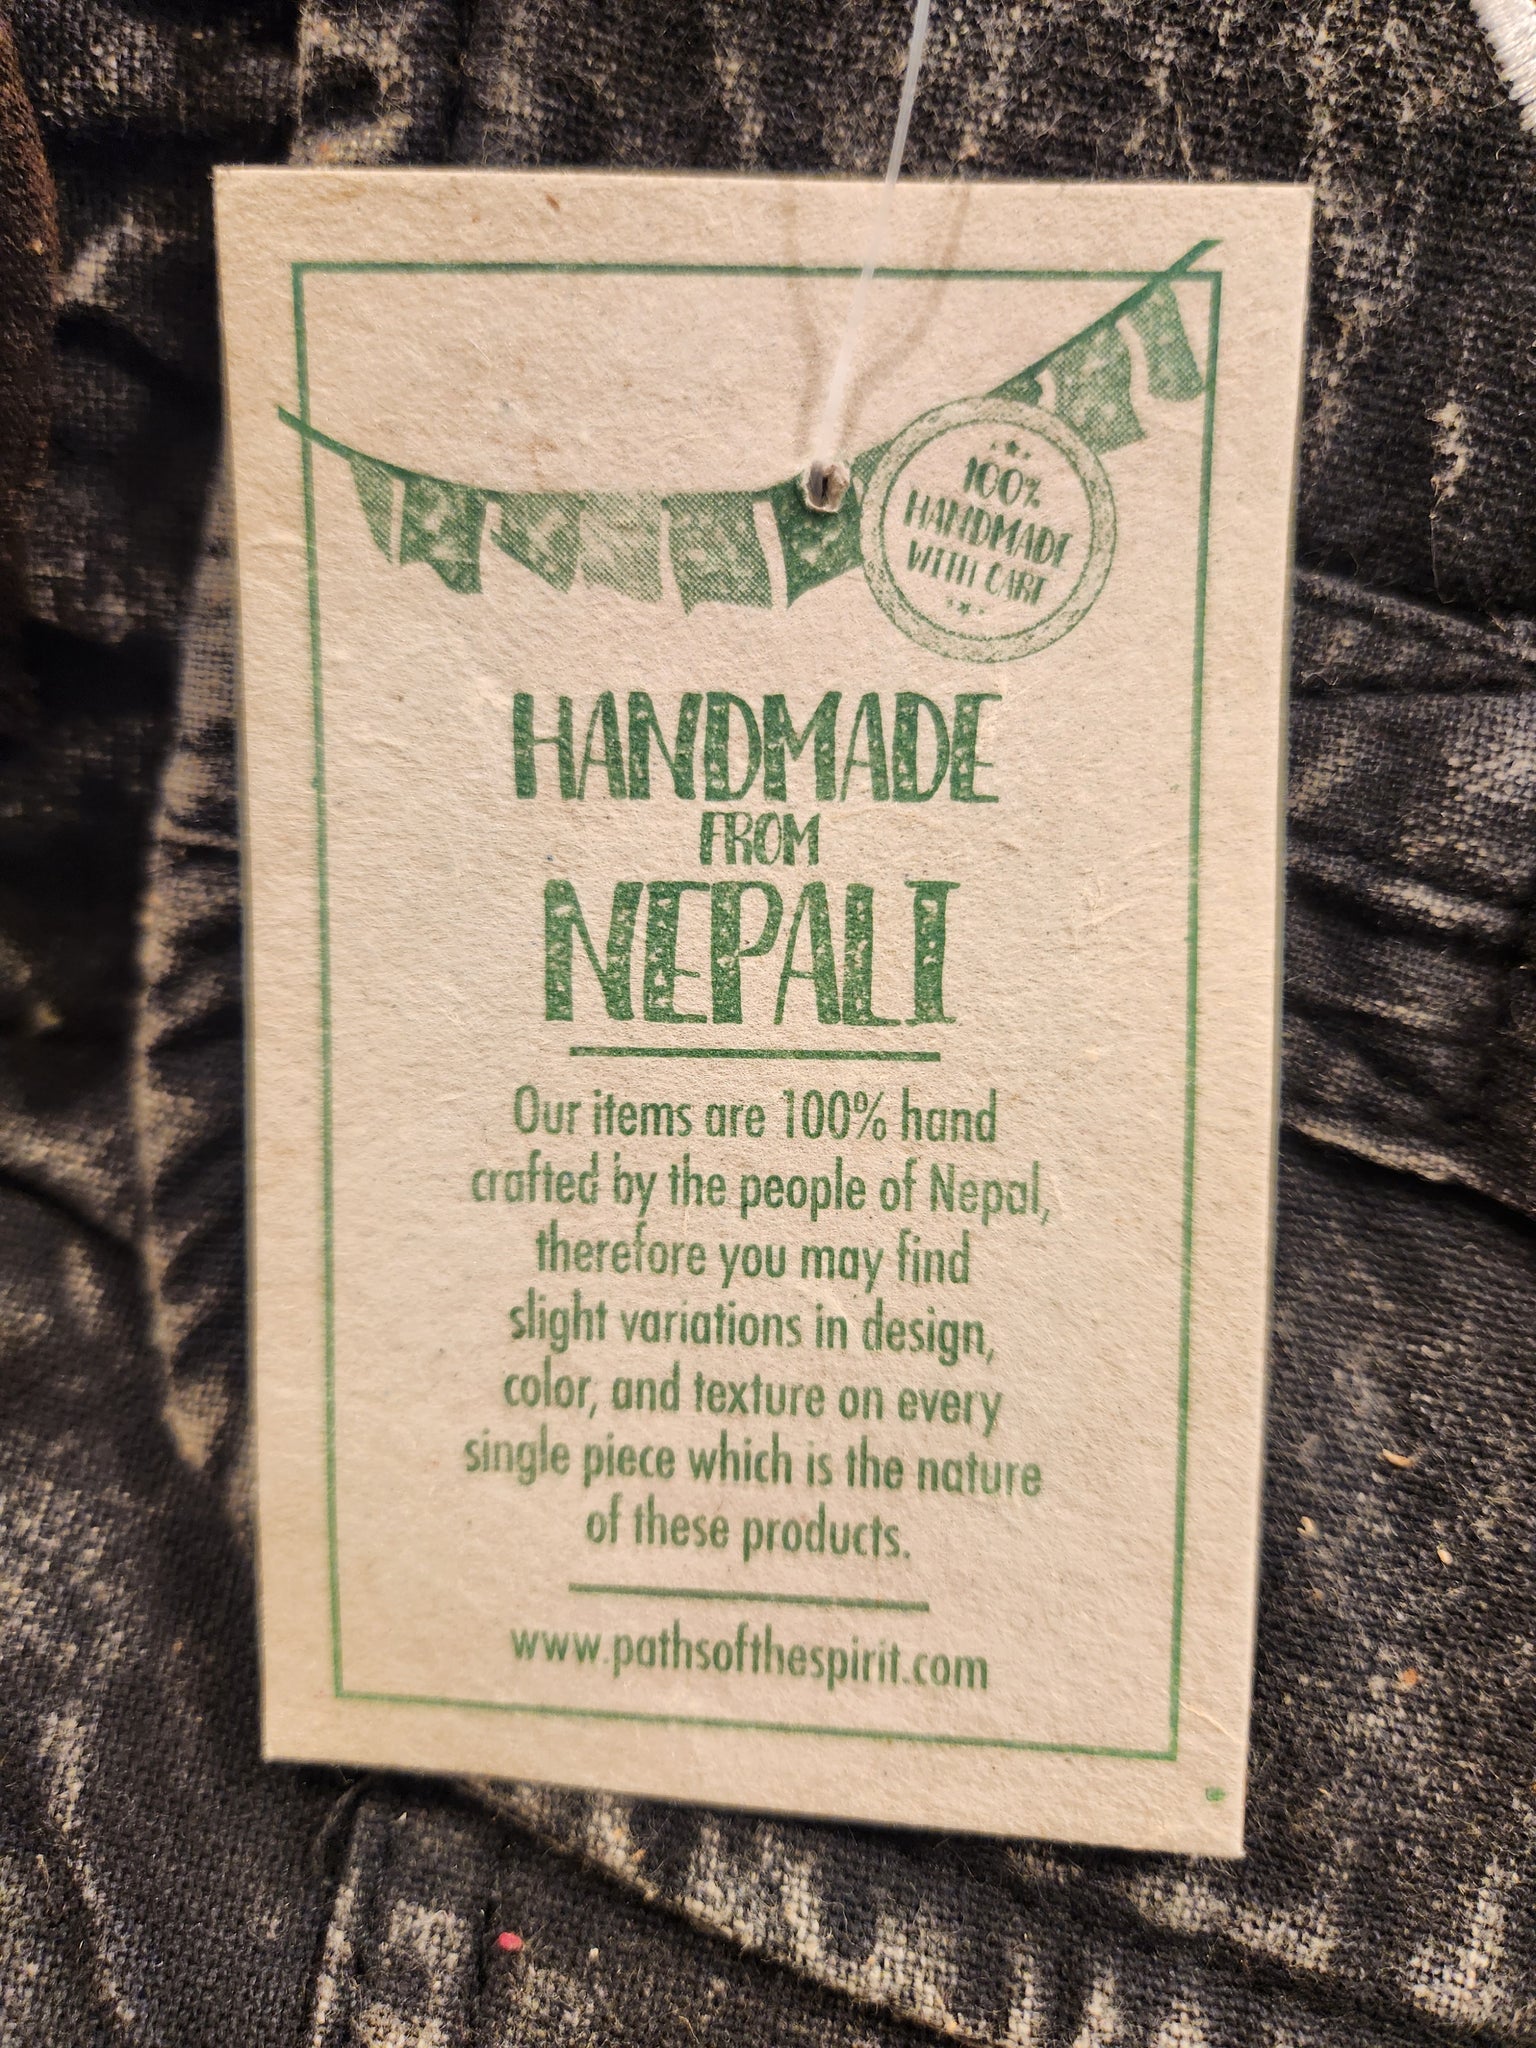 100%
HANDMADE
WITH CARE
HANDMADE
FROM
NEPALI
Our items are 100% hand
crafted by the people of Nepal,
therefore you may find
slight variations in design,
color, and texture on every
single piece which is the nature
of these products.
www.pathsofthespirit.com